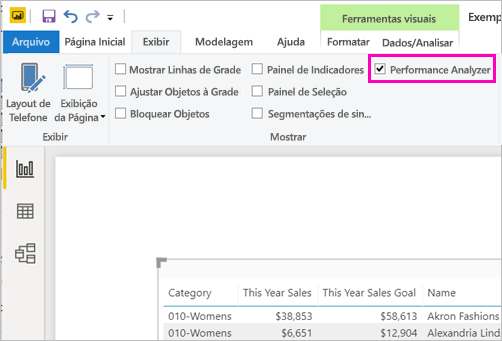 Ferramentas visuais
Exemp
Arquivo Página Inicial Exibir Modelagem Ajuda Formatar Dados/Analisar
Layout de Telefone
Exibição da Página
Mostrar Linhas de Grade
Ajustar Objetos à Grade
Bloquear Objetos
Painel de Indicadores
Painel de Seleção
Segmentações de sin...
Performance Analyzer
Exibir
Mostrar
Category This Year Sales This Year Sales Goal Name
010-Womens $38,853 $58,613 Akron Fashions
010-Womens $6,651 $12,904 Alexandria Lind